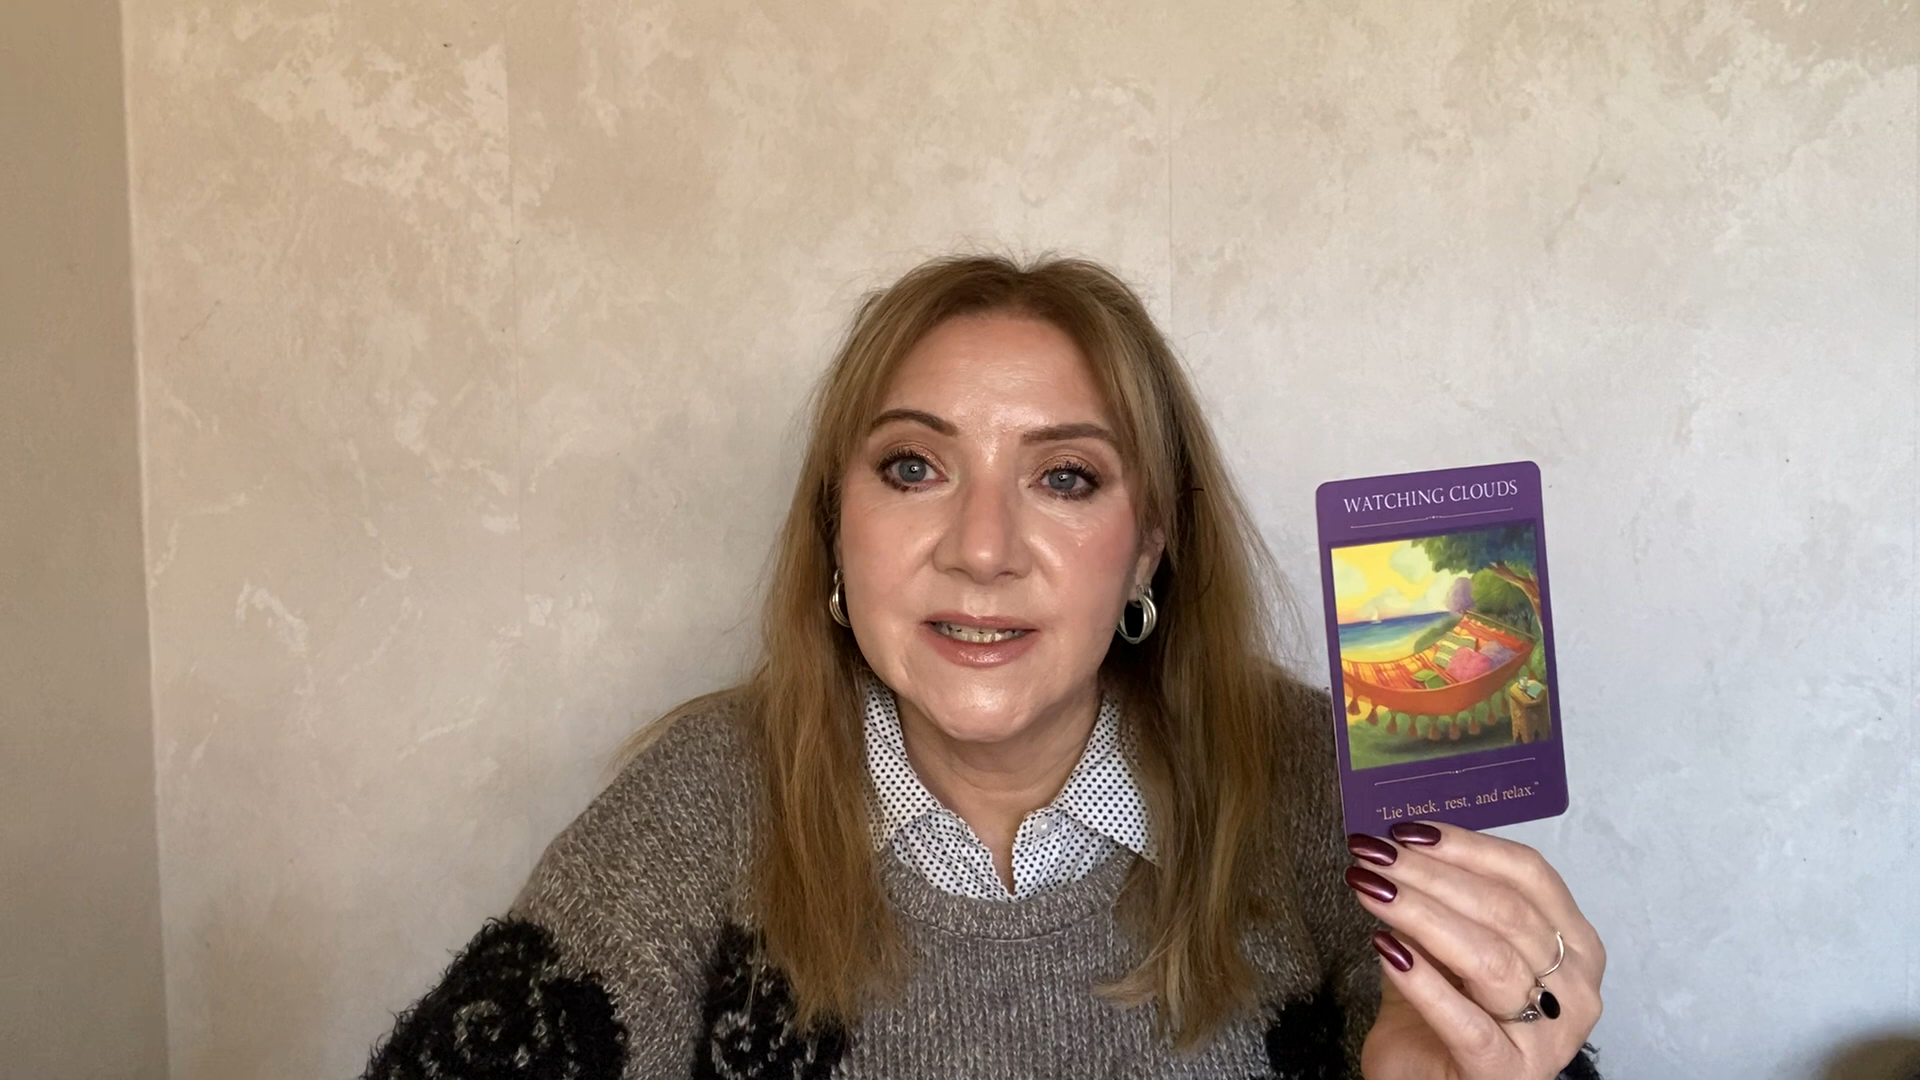 WATCHING CLOUDS
"Lie back, rest, and relax."